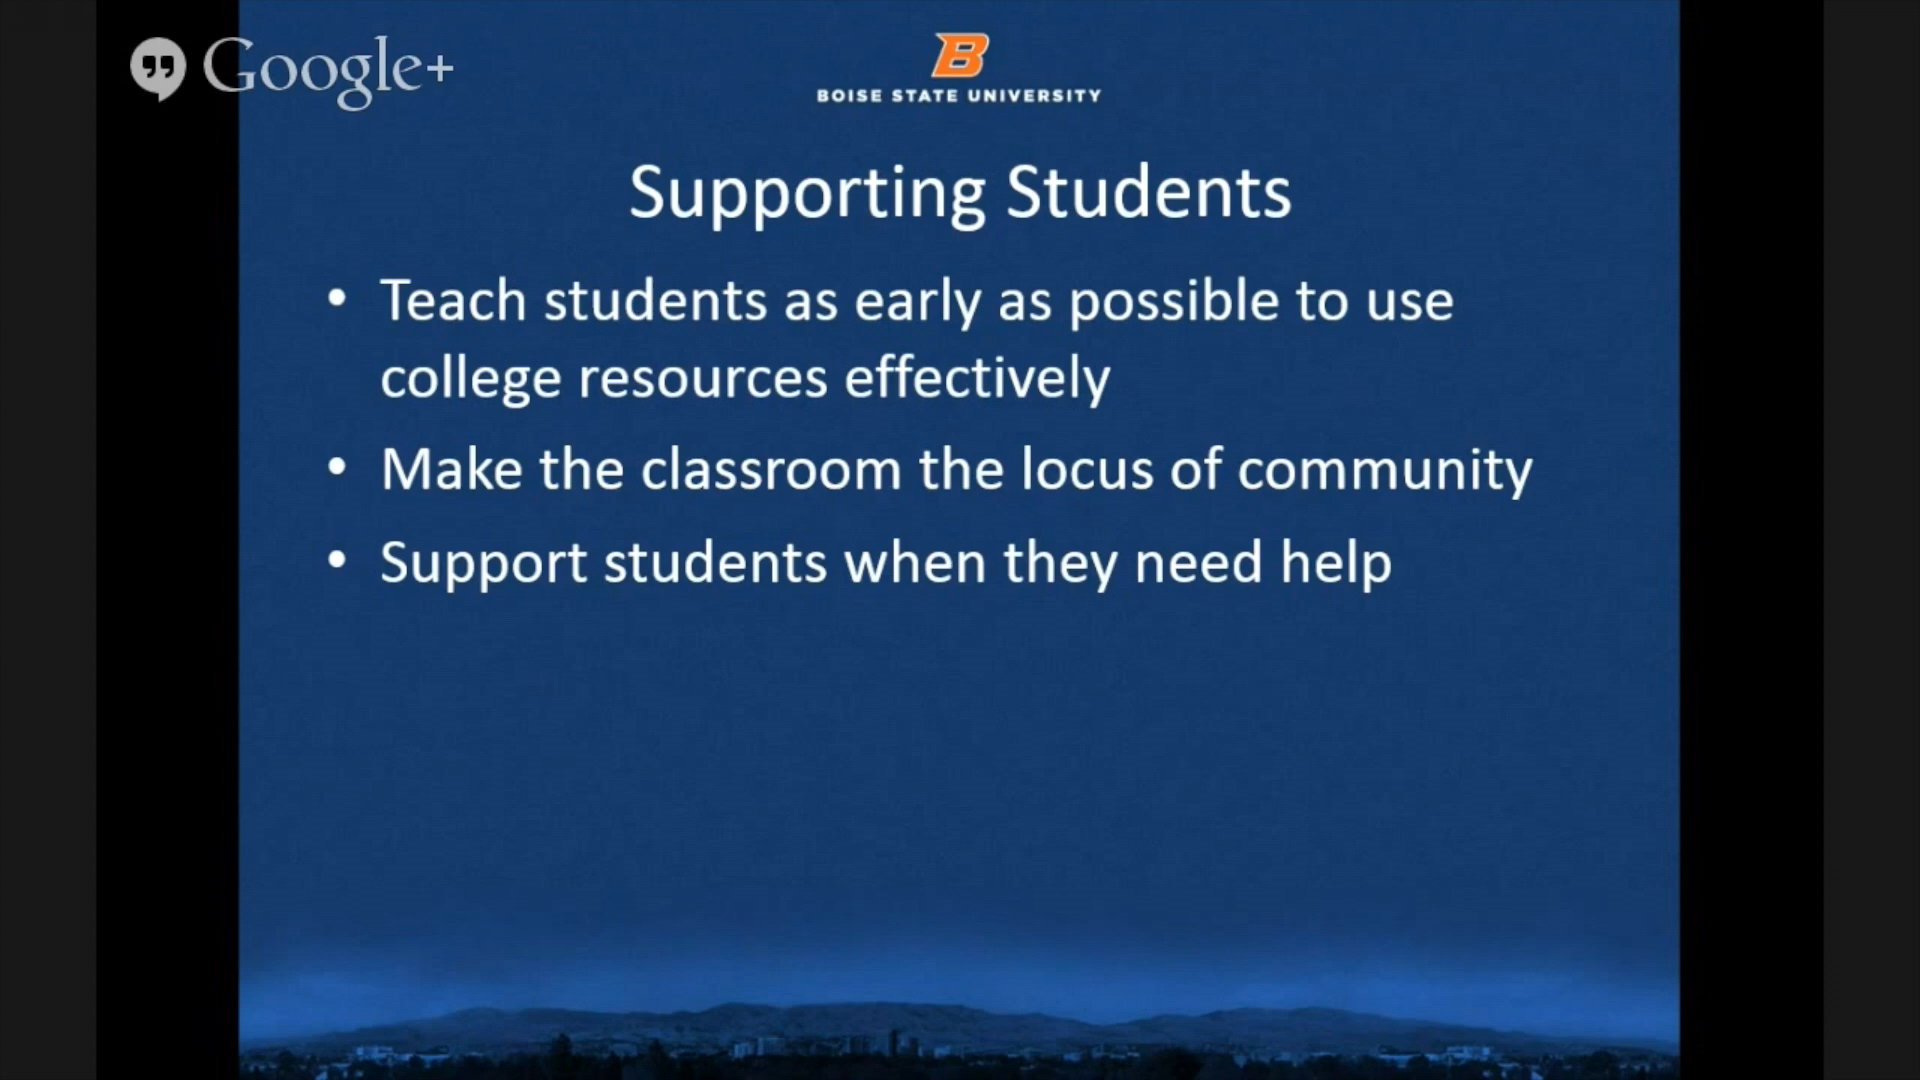 Google+
B
BOISE STATE UNIVERSITY
Supporting Students
• Teach students as early as possible to use
college resources effectively
• Make the classroom the locus of community
• Support students when they need help